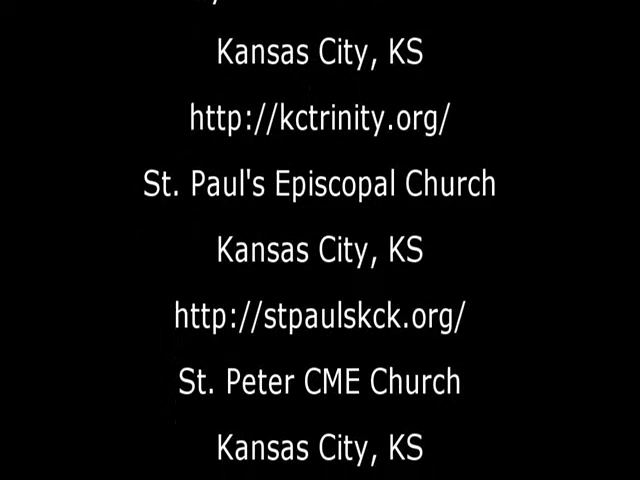 Kansas City, KS
http://kctrinity.org/
St. Paul's Episcopal Church
Kansas City, KS
http://stpaulskck.org/
St. Peter CME Church
Kansas City, KS